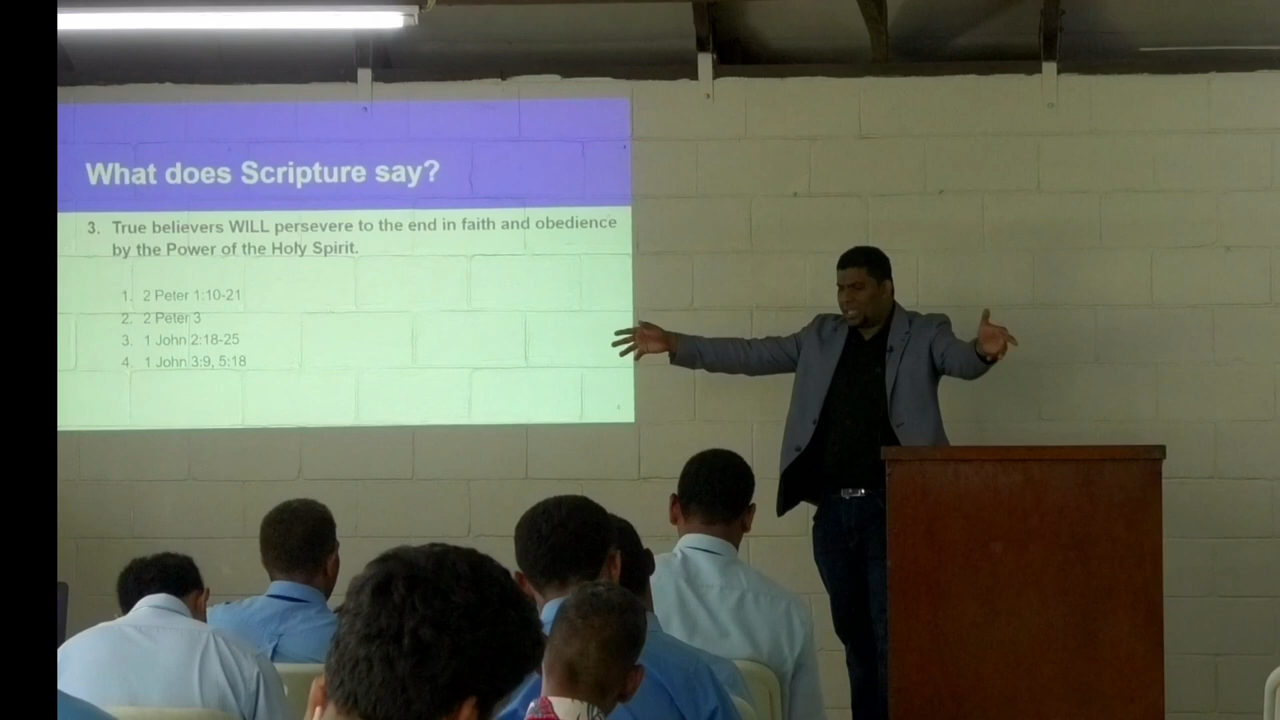 What does Scripture say?
3. True believers WILL persevere to the end in faith and obedience
by the Power of the Holy Spirit.
1. 2 Peter 1:10-21
2. 2 Peter 3
3. 1 John 2:18-25
4. 1 John 3:9, 5:18